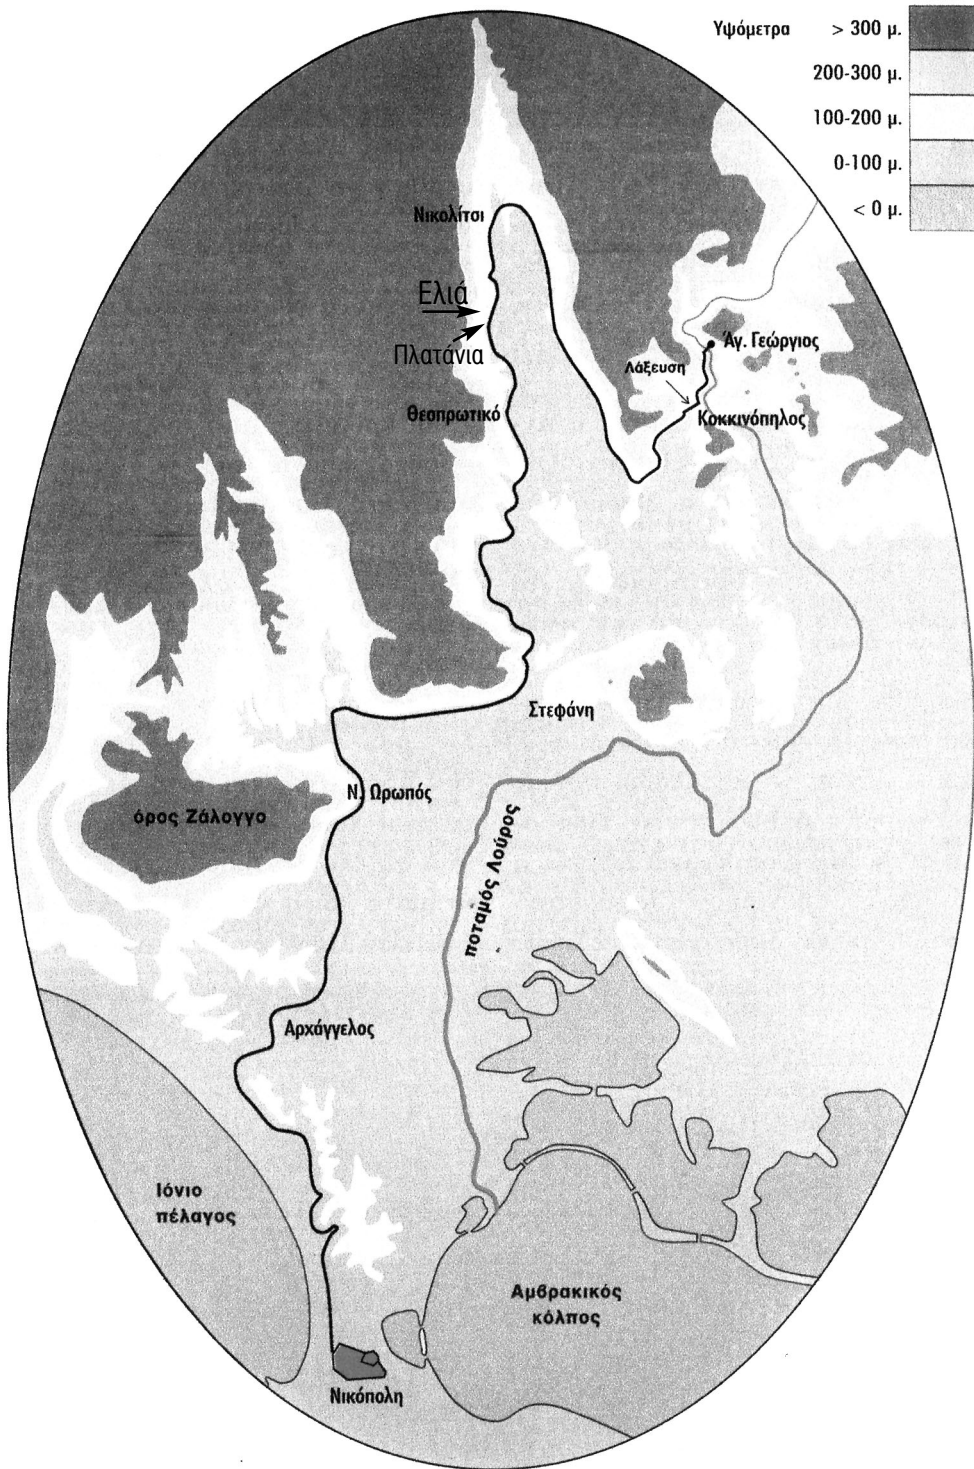 Υψόμετρα > 300 μ.
200-300 μ.
100-200 μ.
0-100 μ.
< 0 μ.
Νικολίτσι
Ελιά
Πλατάνια
Άγ. Γεώργιος
Λάξευση
Θεσπρωτικό
Κοκκινόπηλος
Στεφάνη
Ν. Ωρωπός
όρος Ζάλογγο
ποταμός Λούρος
Αρχάγγελος
Ιόνιο
πέλαγος
Αμβρακικός
κόλπος
Νικόπολη